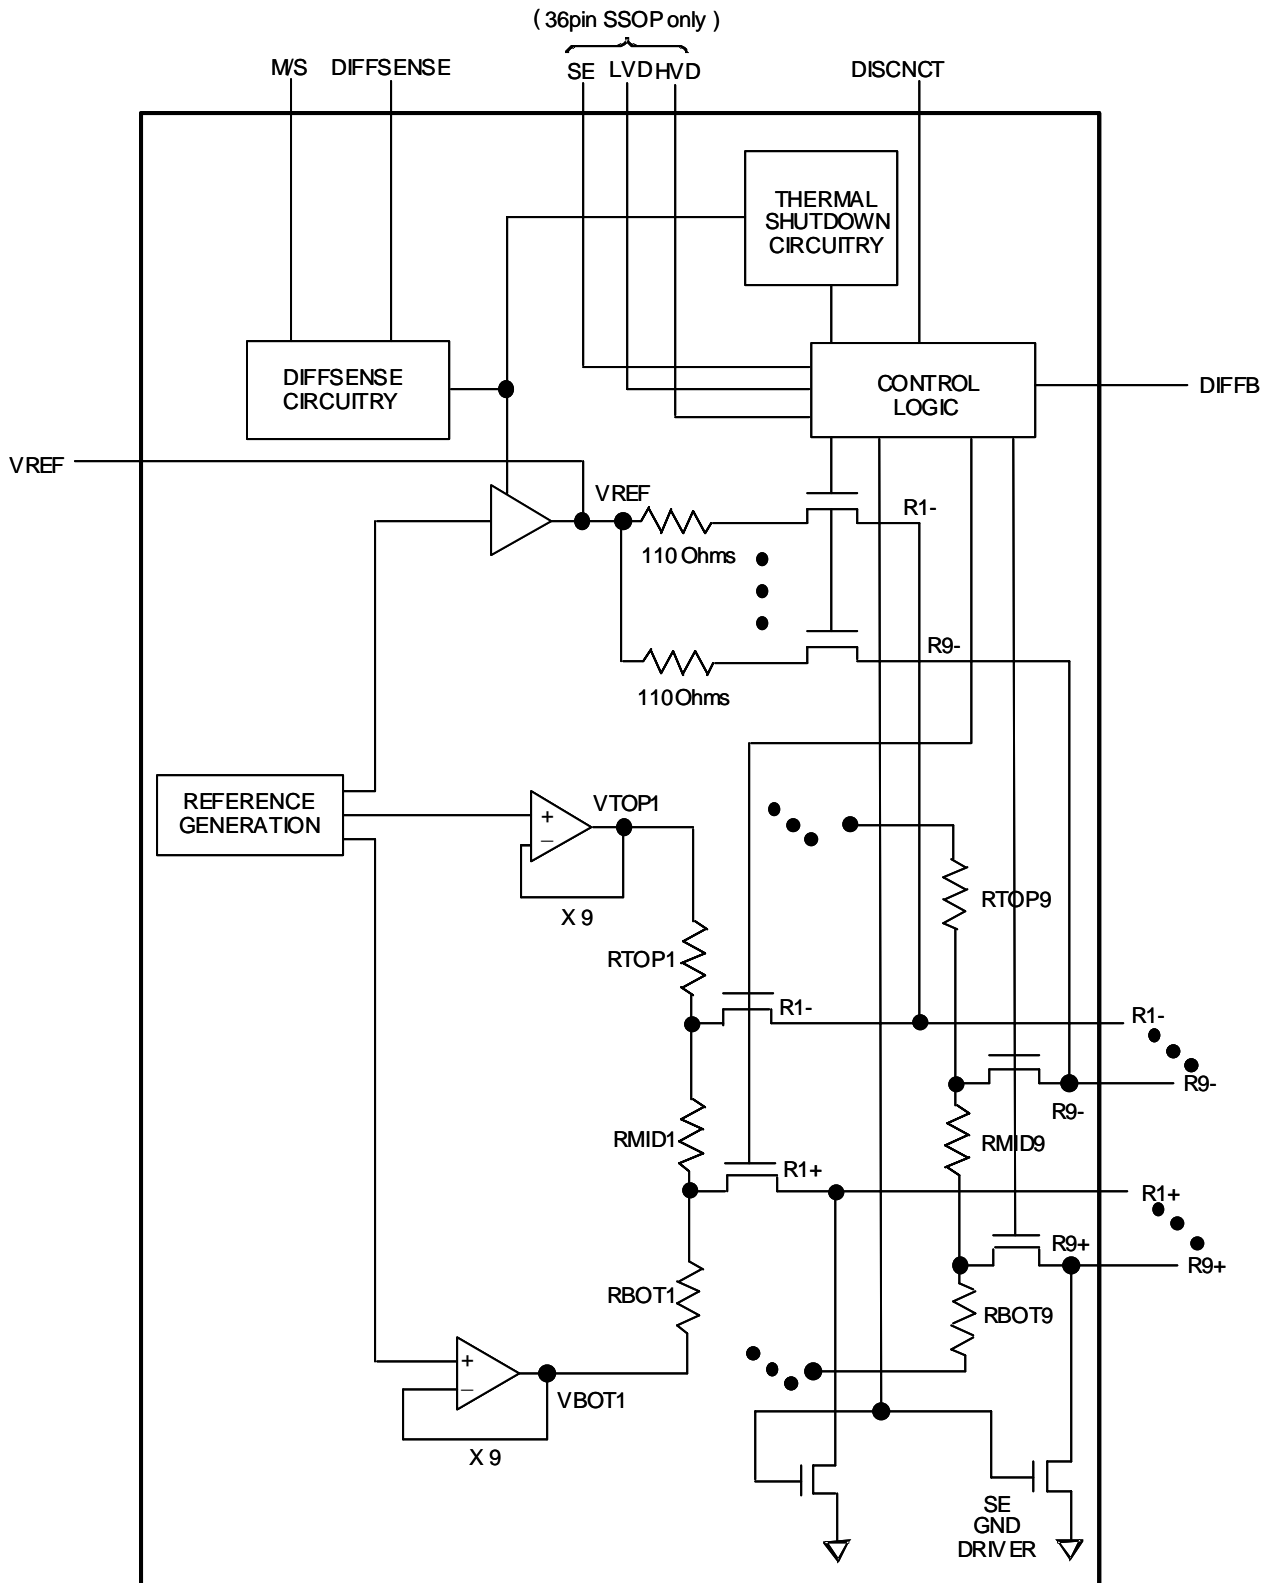 ( 36pin SSOP only )
M/S DIFFSENSE SE LVD HVD DISCNCT
THERMAL
SHUTDOWN
CIRCUITRY
DIFFSENSE
CIRCUITRY
CONTROL
LOGIC
DIFFB
VREF
VREF
R1-
110 Ohms
R9-
110 Ohms
REFERENCE
GENERATION
+
−
VTOP1
X 9
RTOP9
RTOP1
R1-
R1-
R9-
R9-
RMID1
RMID9
R1+
R1+
R9+
R9+
RBOT1
RBOT9
+
−
VBOT1
X 9
SE
GND
DRIVER